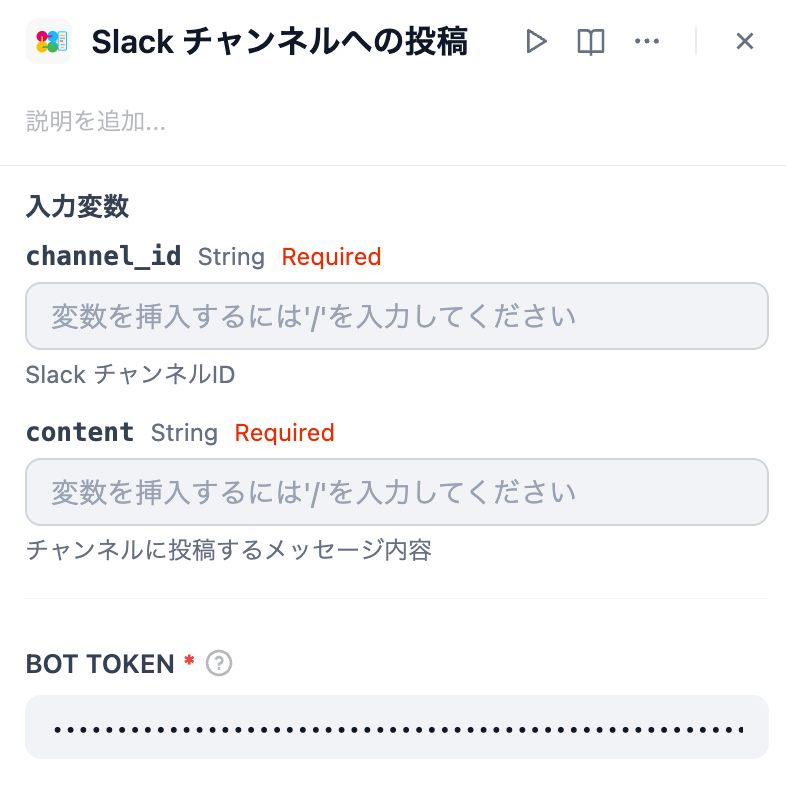 Slack チャンネルへの投稿
説明を追加...
入力変数
channel_id String Required
変数を挿入するには'/'を入力してください
Slack チャンネルID
content String Required
変数を挿入するには'/'を入力してください
チャンネルに投稿するメッセージ内容
BOT TOKEN *